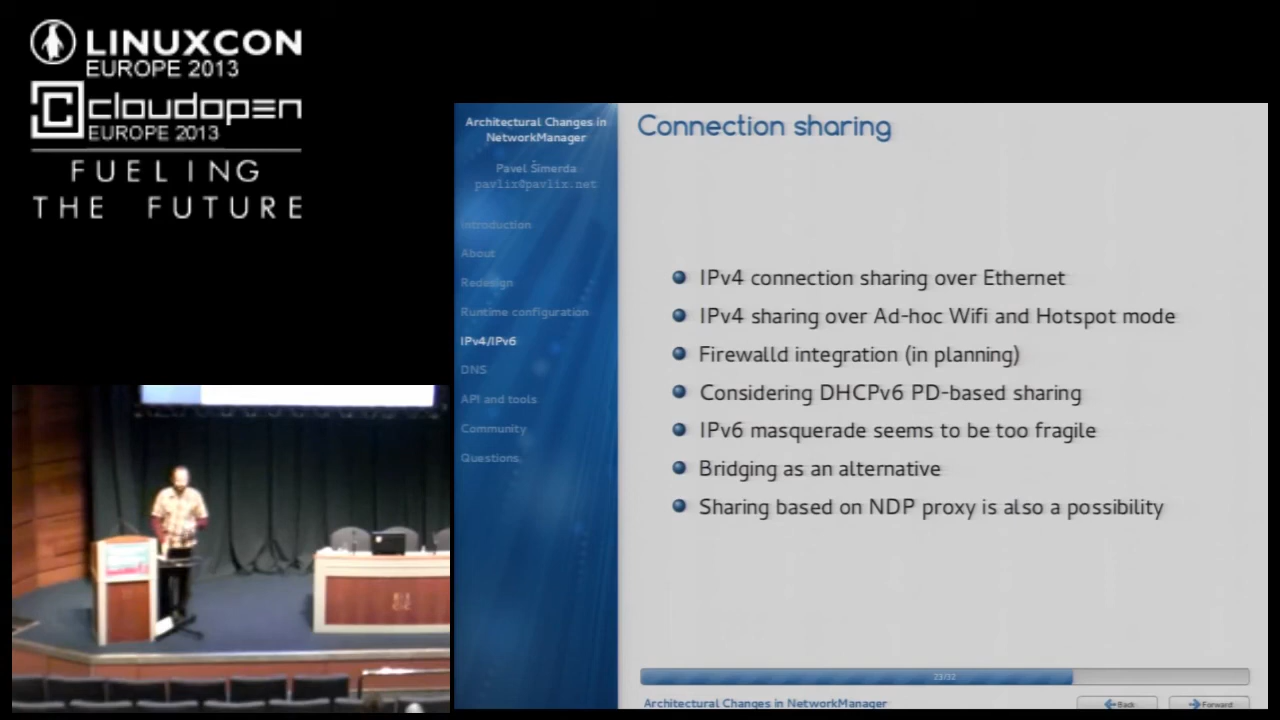 LINUXCON
EUROPE 2013
cloudopen
EUROPE 2013
FUELING
THE FUTURE
Architectural Changes in
NetworkManager
Pavel Šimerda
pavlix@pavlix.net
Introduction
About
Redesign
Runtime configuration
IPv4/IPv6
DNS
API and tools
Community
Questions
Connection sharing
IPv4 connection sharing over Ethernet
IPv4 sharing over Ad-hoc Wifi and Hotspot mode
Firewalld integration (in planning)
Considering DHCPv6 PD-based sharing
IPv6 masquerade seems to be too fragile
Bridging as an alternative
Sharing based on NDP proxy is also a possibility
23/32
Architectural Changes in NetworkManager
Back
Forward